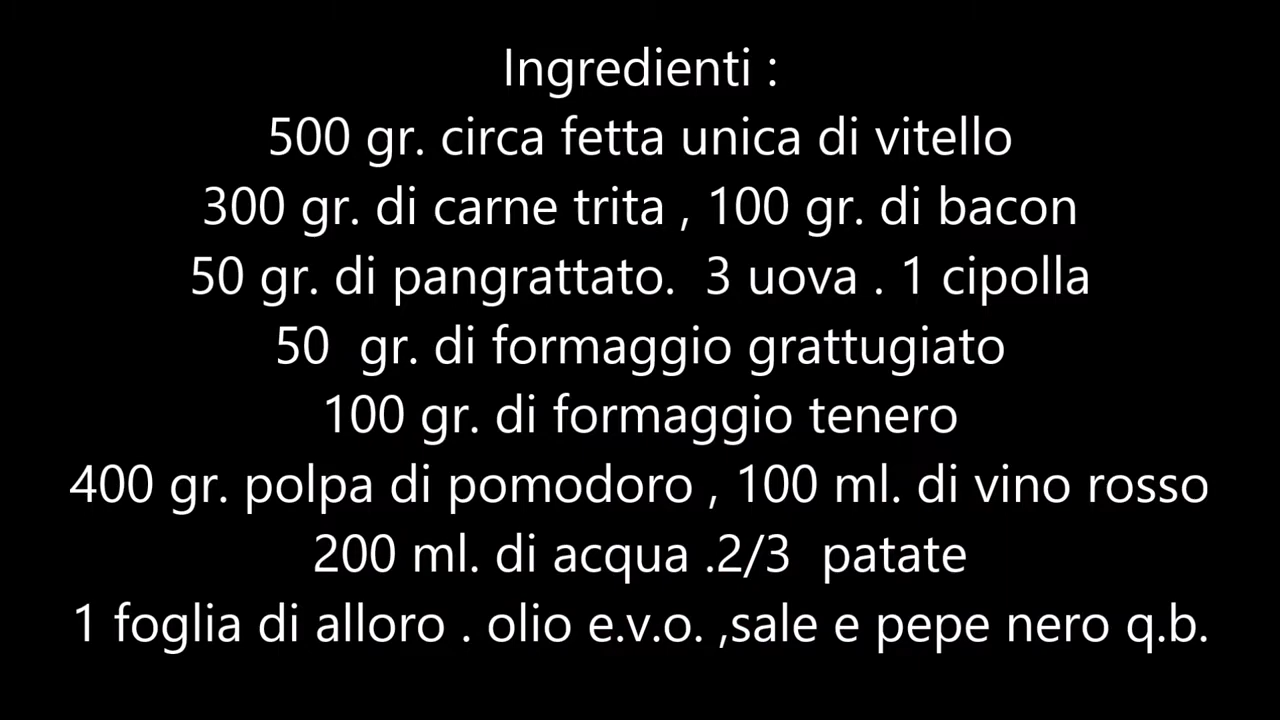 Ingredienti :
500 gr. circa fetta unica di vitello
300 gr. di carne trita , 100 gr. di bacon
50 gr. di pangrattato.  3 uova . 1 cipolla
50  gr. di formaggio grattugiato
100 gr. di formaggio tenero
400 gr. polpa di pomodoro , 100 ml. di vino rosso
200 ml. di acqua .2/3  patate
1 foglia di alloro . olio e.v.o. ,sale e pepe nero q.b.